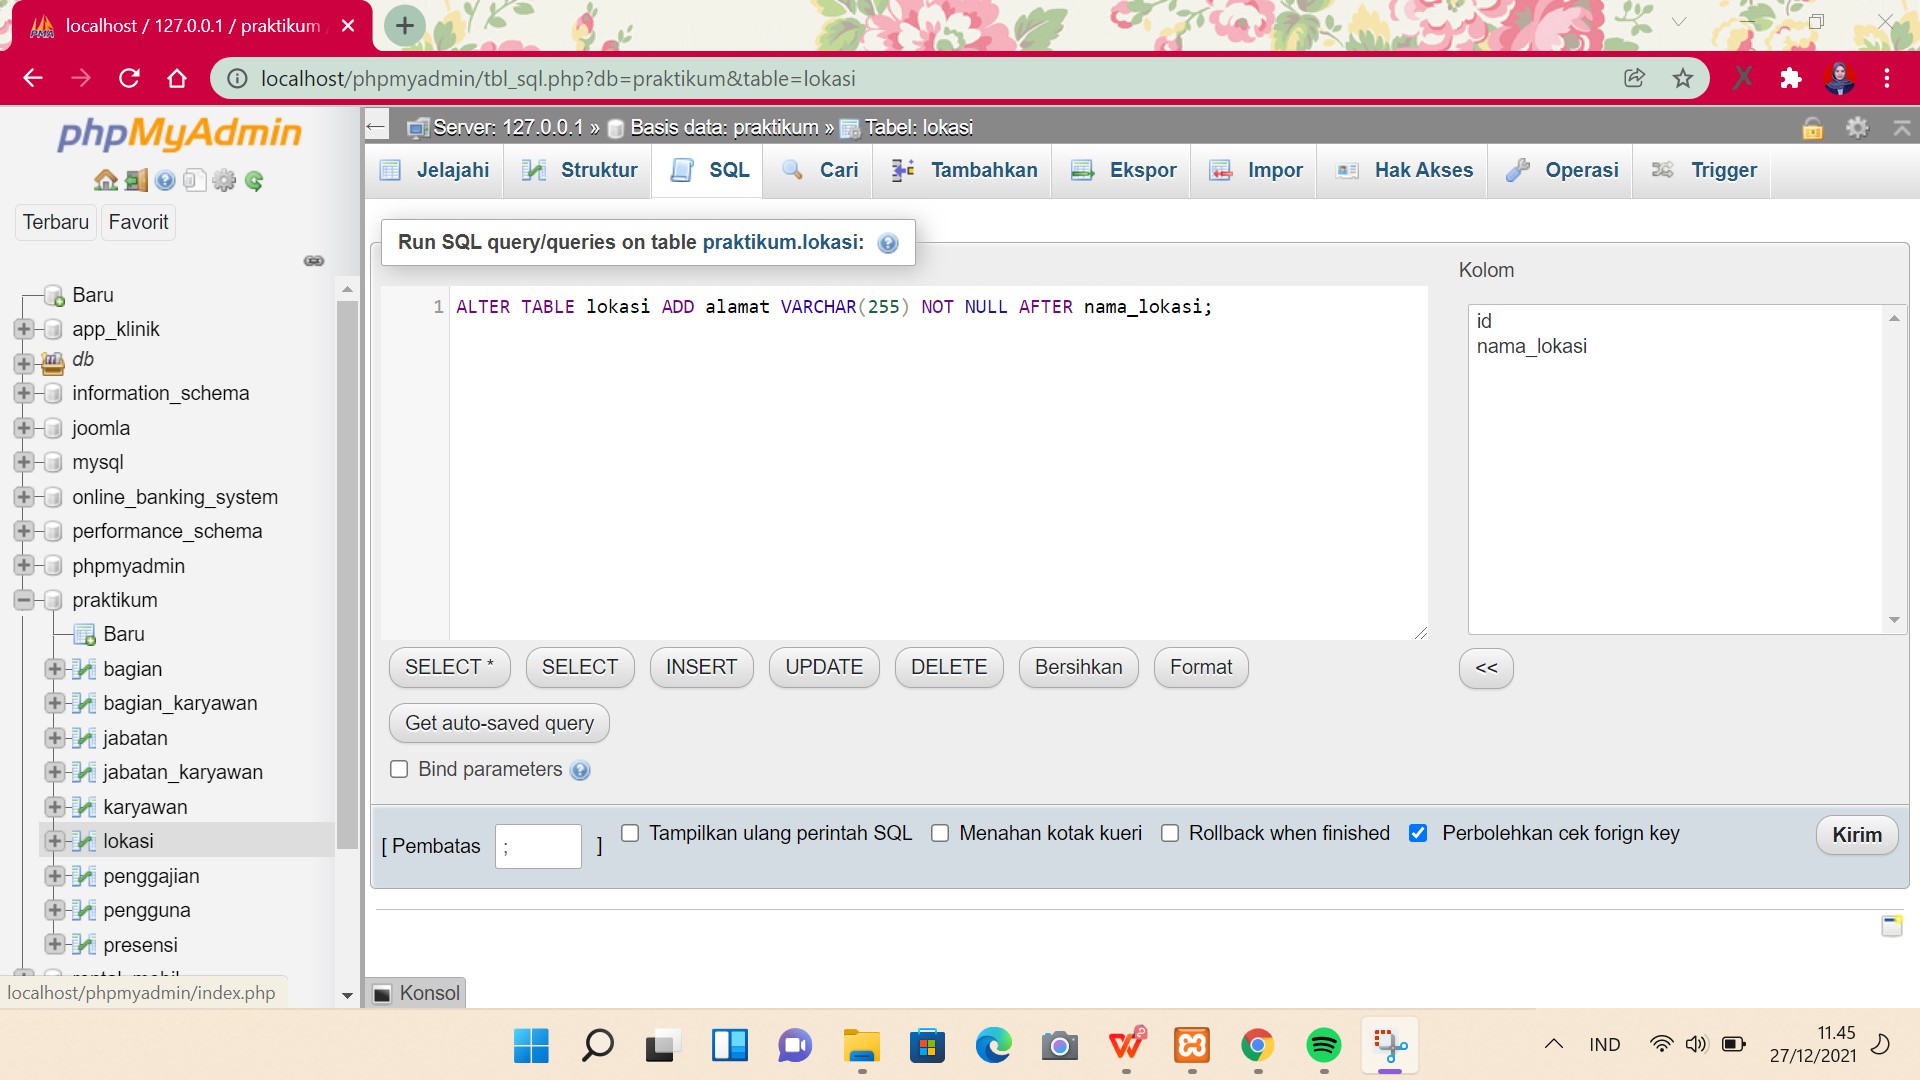 localhost / 127.0.0.1 / praktikum
localhost/phpmyadmin/tbl_sql.php?db=praktikum&table=lokasi
phpMyAdmin
Terbaru Favorit
Baru
app_klinik
db
information_schema
joomla
mysql
online_banking_system
performance_schema
phpmyadmin
praktikum
Baru
bagian
bagian_karyawan
jabatan
jabatan_karyawan
karyawan
lokasi
penggajian
pengguna
presensi
localhost/phpmyadmin/index.php
Server: 127.0.0.1 » Basis data: praktikum » Tabel: lokasi
Jelajahi Struktur SQL Cari Tambahkan Ekspor Impor Hak Akses Operasi Trigger
Run SQL query/queries on table praktikum.lokasi:
1 ALTER TABLE lokasi ADD alamat VARCHAR(255) NOT NULL AFTER nama_lokasi;
Kolom
id
nama_lokasi
SELECT * SELECT INSERT UPDATE DELETE Bersihkan Format <<
Get auto-saved query
Bind parameters
[ Pembatas ; ] Tampilkan ulang perintah SQL Menahan kotak kueri Rollback when finished Perbolehkan cek forign key Kirim
Konsol
IND
11.45
27/12/2021